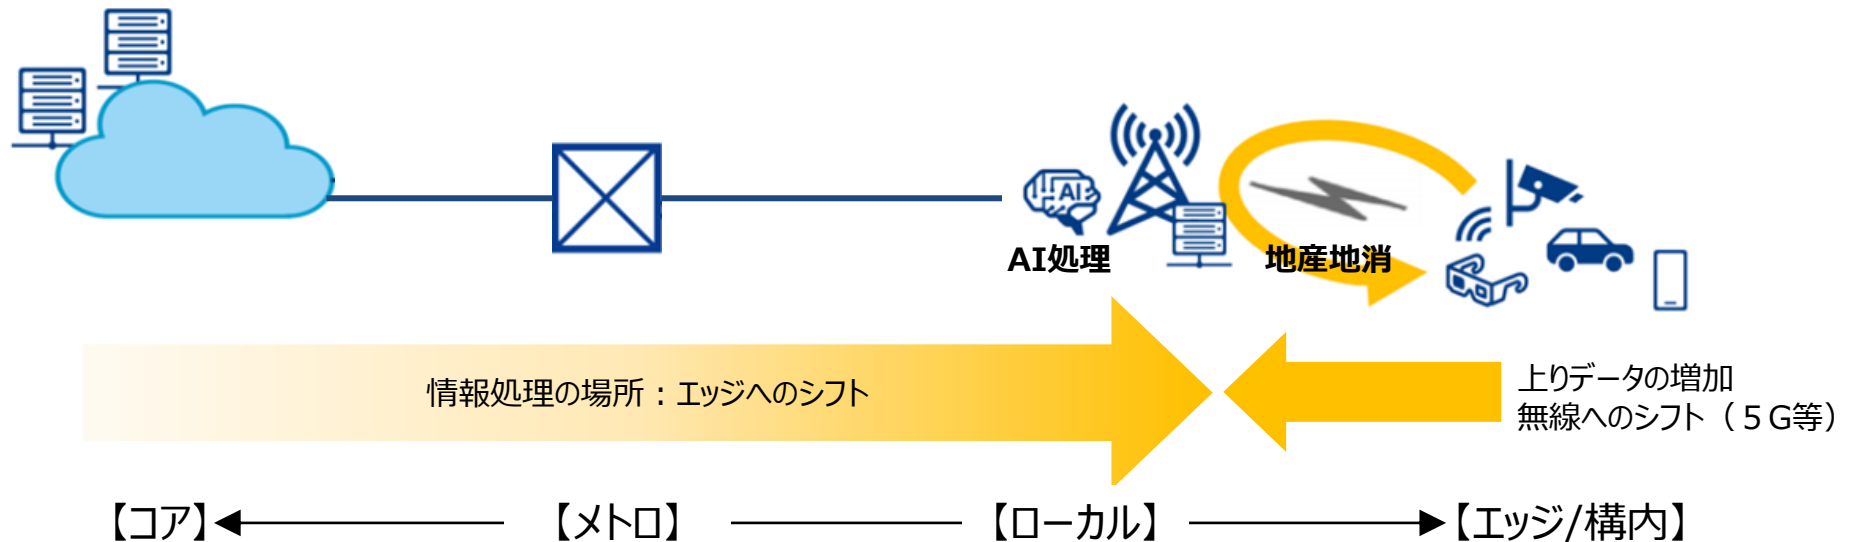 AI
AI処理
地産地消
情報処理の場所：エッジへのシフト
上りデータの増加
無線へのシフト（５G等）
【コア】
【メトロ】
【ローカル】
【エッジ/構内】